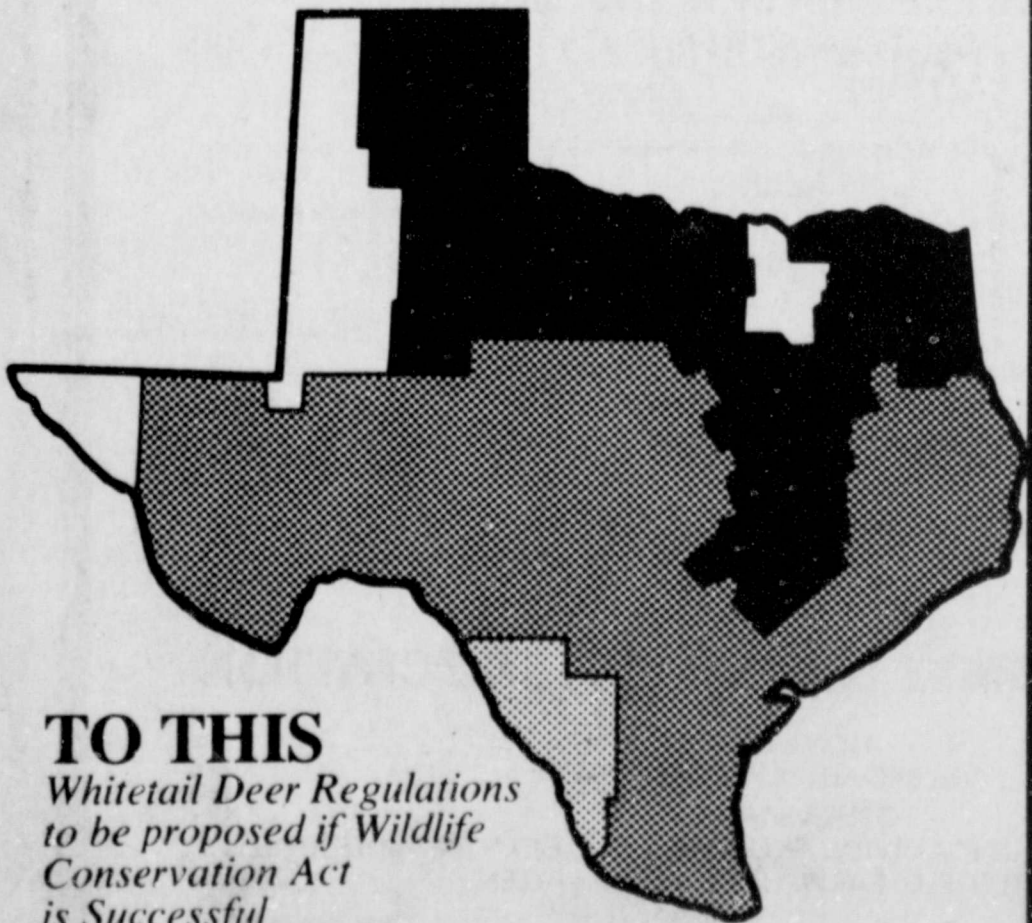 TO THIS
Whitetail Deer Regulations
to be proposed if Wildlife
Conservation Act
is Successful